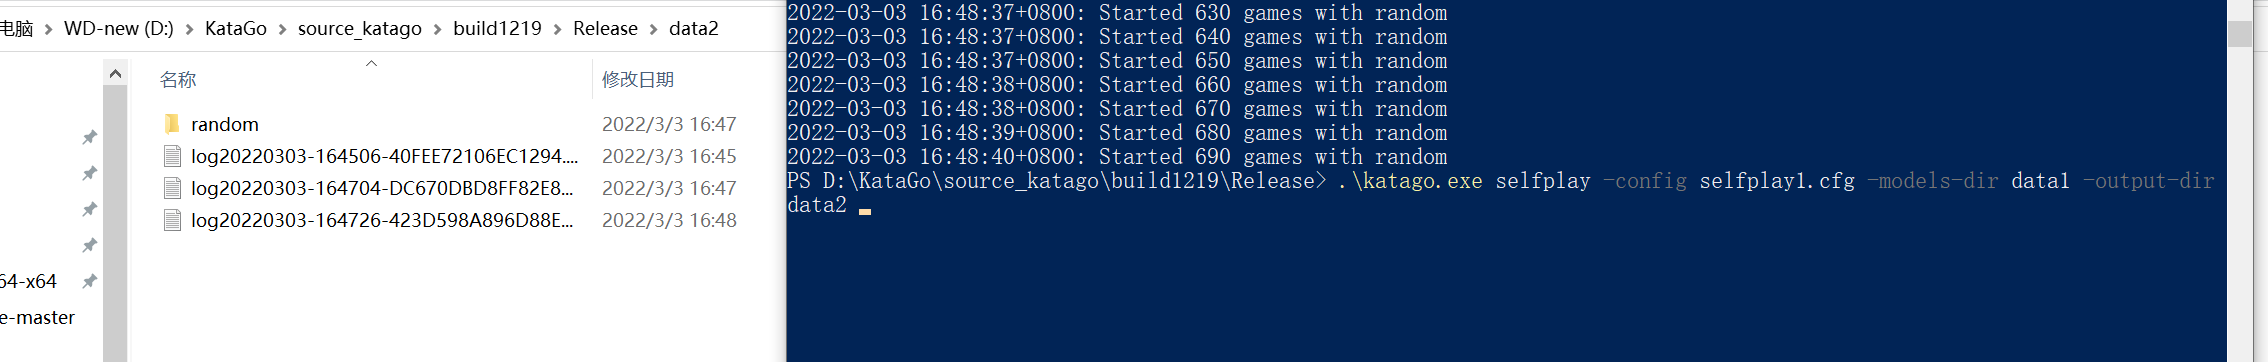 电脑 > WD-new (D:) > KataGo > source_katago > build1219 > Release > data2
名称 修改日期
random 2022/3/3 16:47
log20220303-164506-40FEE72106EC1294.... 2022/3/3 16:45
log20220303-164704-DC670DBD8FF82E8... 2022/3/3 16:47
log20220303-164726-423D598A896D88E... 2022/3/3 16:48
64-x64
e-master
2022-03-03 16:48:37+0800: Started 630 games with random
2022-03-03 16:48:37+0800: Started 640 games with random
2022-03-03 16:48:37+0800: Started 650 games with random
2022-03-03 16:48:38+0800: Started 660 games with random
2022-03-03 16:48:38+0800: Started 670 games with random
2022-03-03 16:48:39+0800: Started 680 games with random
2022-03-03 16:48:40+0800: Started 690 games with random
PS D:\KataGo\source_katago\build1219\Release> .\katago.exe selfplay -config selfplay1.cfg -models-dir data1 -output-dir
data2